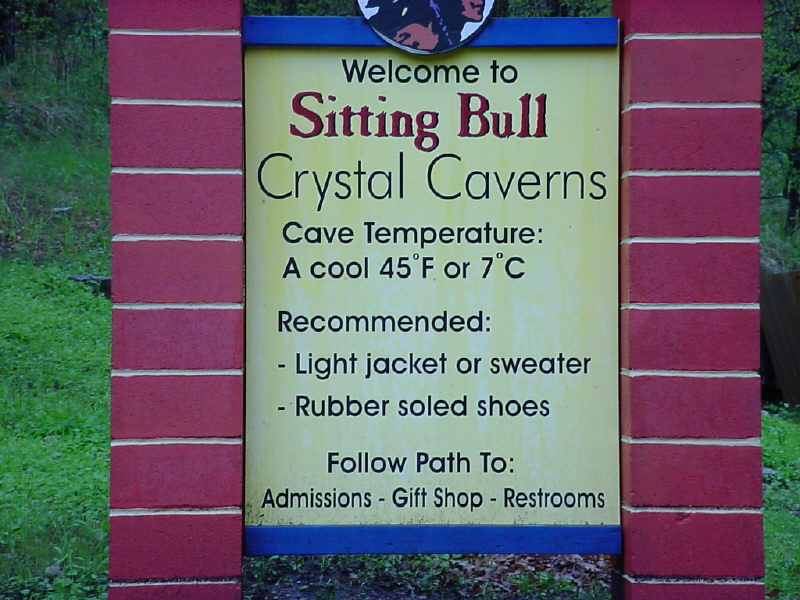 Welcome to
Sitting Bull
Crystal Caverns
Cave Temperature:
A cool 45°F or 7°C
Recommended:
- Light jacket or sweater
- Rubber soled shoes
Follow Path To:
Admissions - Gift Shop - Restrooms